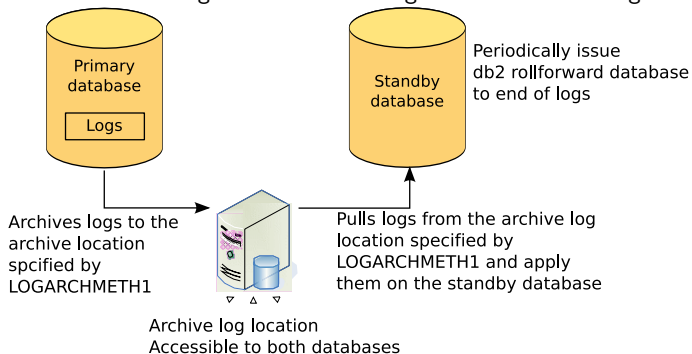 Primary
database
Logs
Standby
database
Periodically issue
db2 rollforward database
to end of logs
Archives logs to the
archive location
spcified by
LOGARCHMETH1
Pulls logs from the archive log
location specified by
LOGARCHMETH1 and apply
them on the standby database
Archive log location
Accessible to both databases